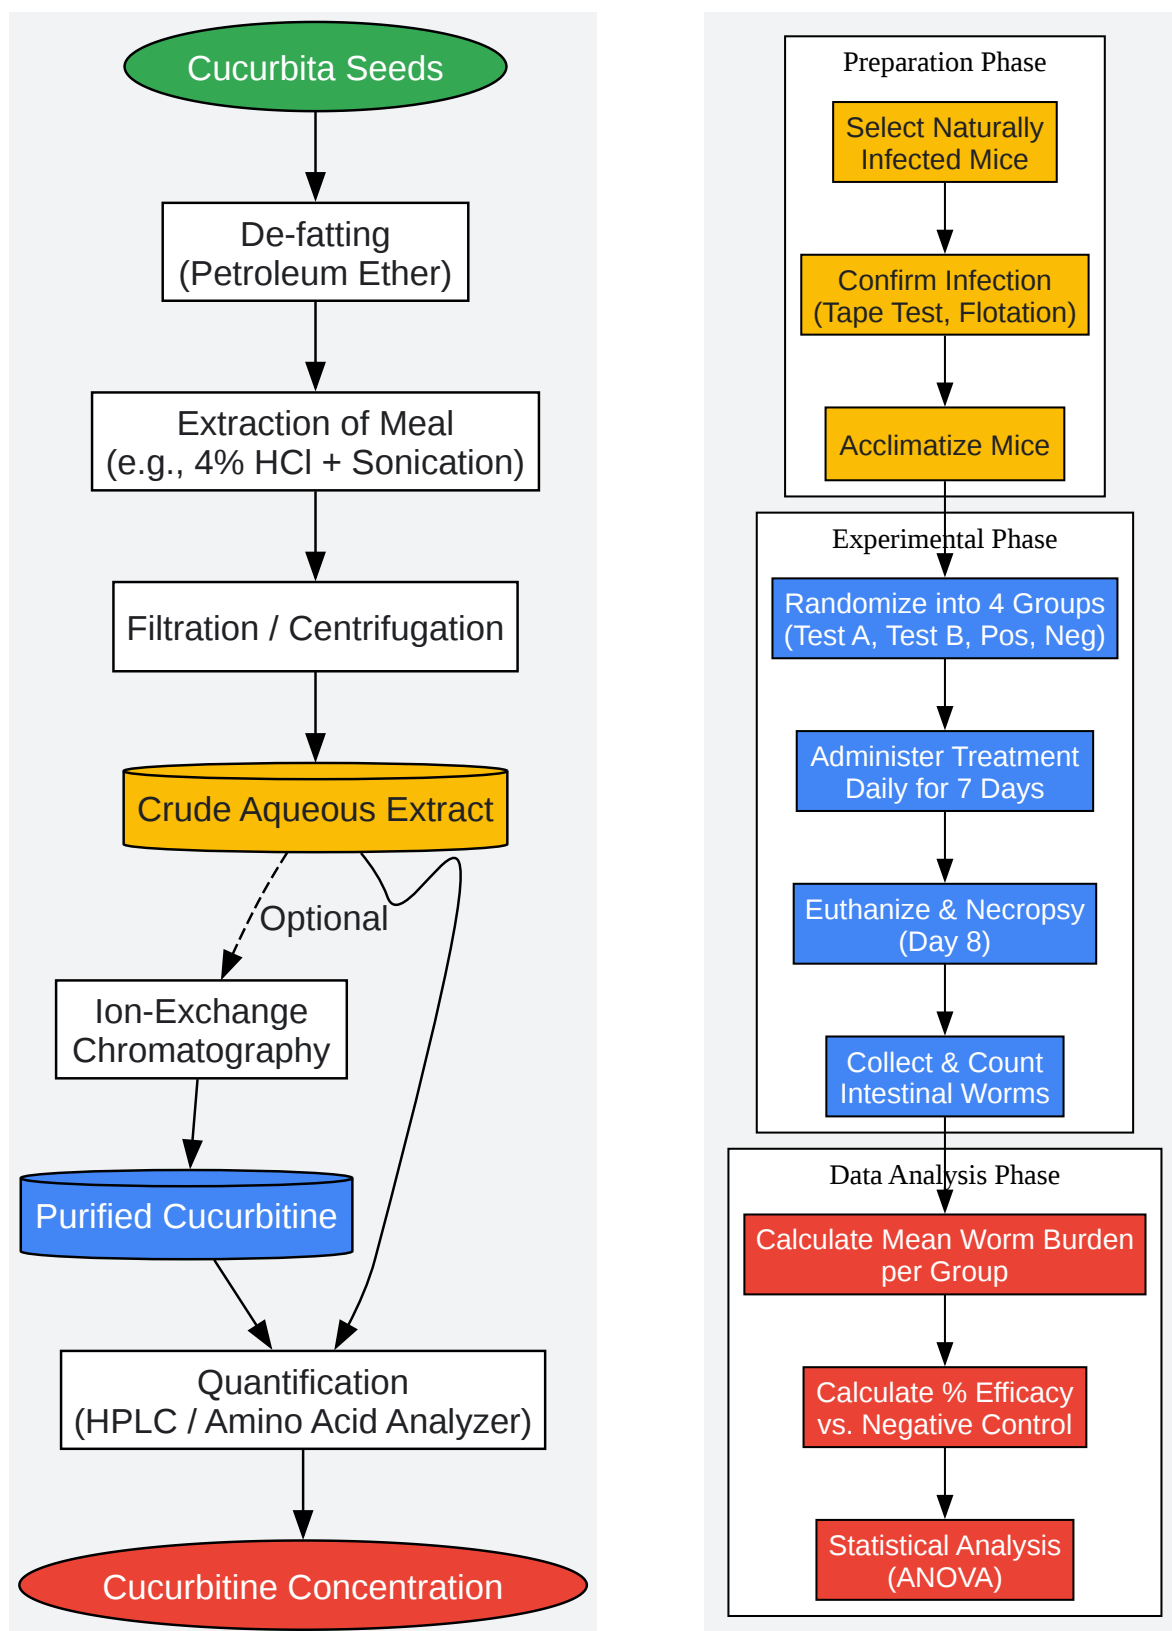 Cucurbita Seeds
De-fatting
(Petroleum Ether)
Extraction of Meal
(e.g., 4% HCl + Sonication)
Filtration / Centrifugation
Crude Aqueous Extract
Optional
Ion-Exchange
Chromatography
Purified Cucurbitine
Quantification
(HPLC / Amino Acid Analyzer)
Cucurbitine Concentration
Preparation Phase
Select Naturally
Infected Mice
Confirm Infection
(Tape Test, Flotation)
Acclimatize Mice
Experimental Phase
Randomize into 4 Groups
(Test A, Test B, Pos, Neg)
Administer Treatment
Daily for 7 Days
Euthanize & Necropsy
(Day 8)
Collect & Count
Intestinal Worms
Data Analysis Phase
Calculate Mean Worm Burden
per Group
Calculate % Efficacy
vs. Negative Control
Statistical Analysis
(ANOVA)